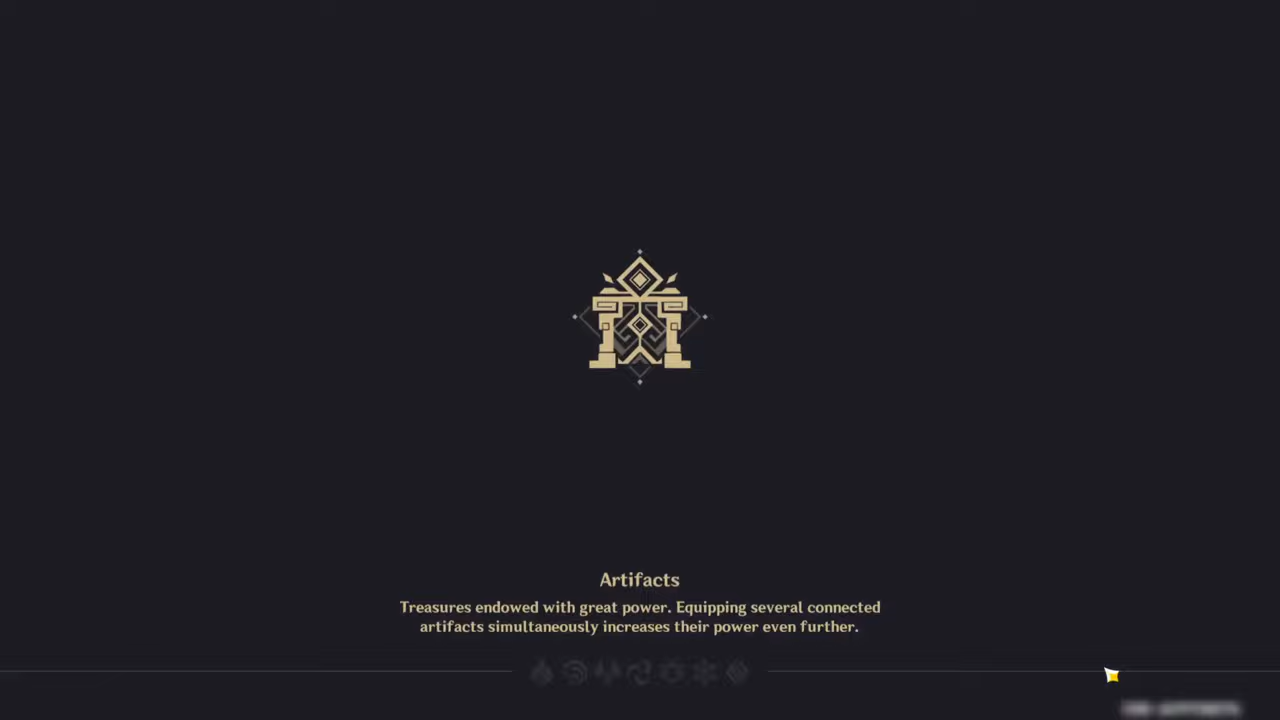 Artifacts
Treasures endowed with great power. Equipping several connected
artifacts simultaneously increases their power even further.